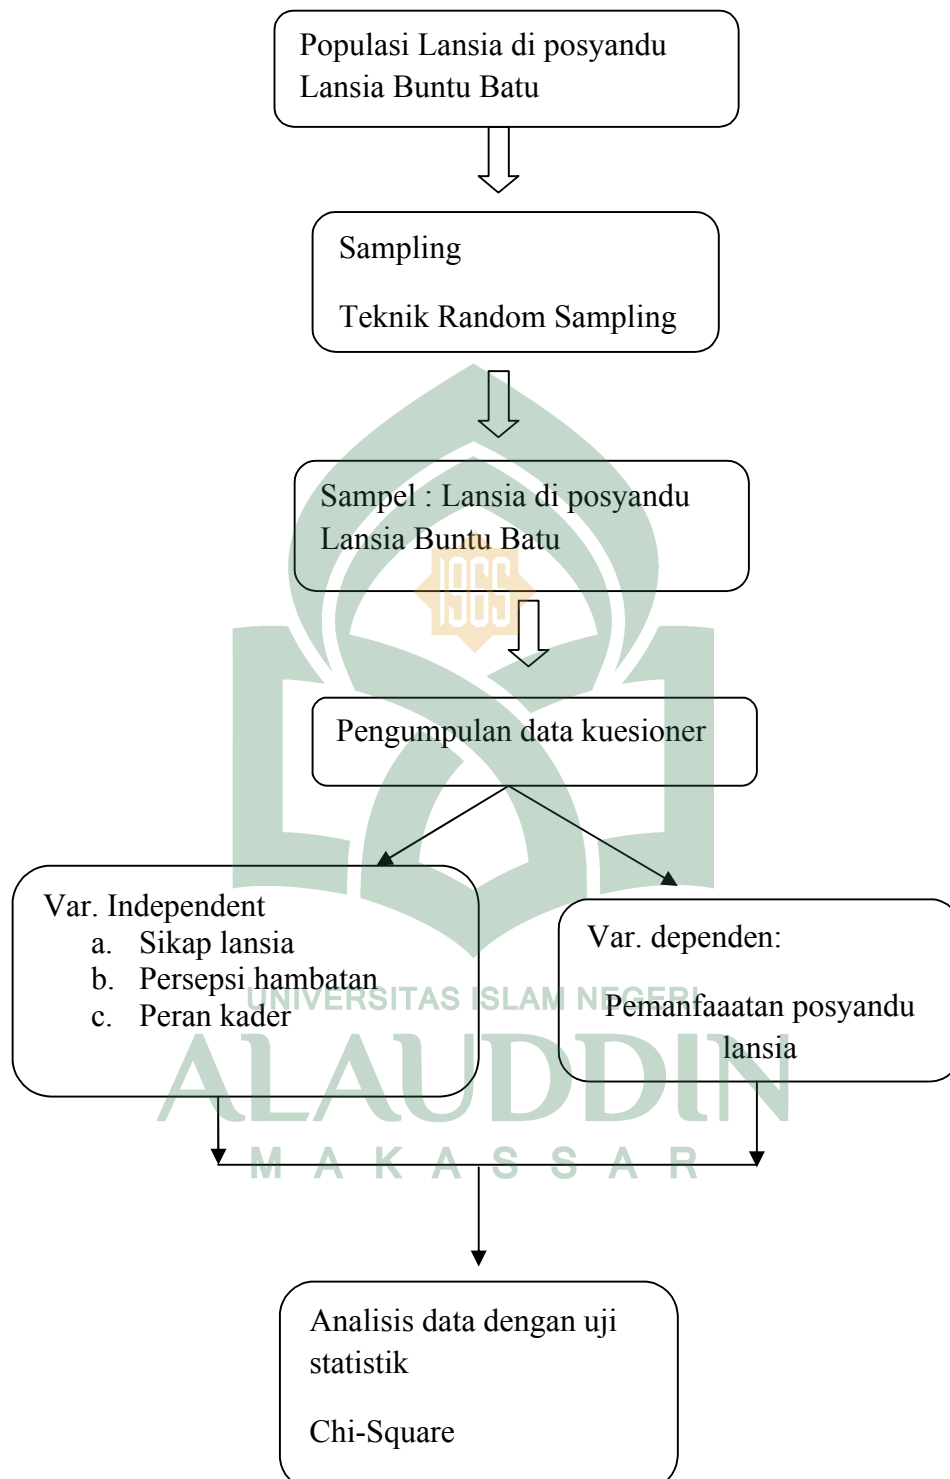 Populasi Lansia di posyandu
Lansia Buntu Batu
Sampling
Teknik Random Sampling
Sampel : Lansia di posyandu
Lansia Buntu Batu
1965
Pengumpulan data kuesioner
Var. Independent
a. Sikap lansia
b. Persepsi hambatan
c. Peran kader
Var. dependen:
Pemanfaaatan posyandu
lansia
UNIVERSITAS ISLAM NEGERI
ALAUDDIN
MAKASSAR
Analisis data dengan uji
statistik
Chi-Square